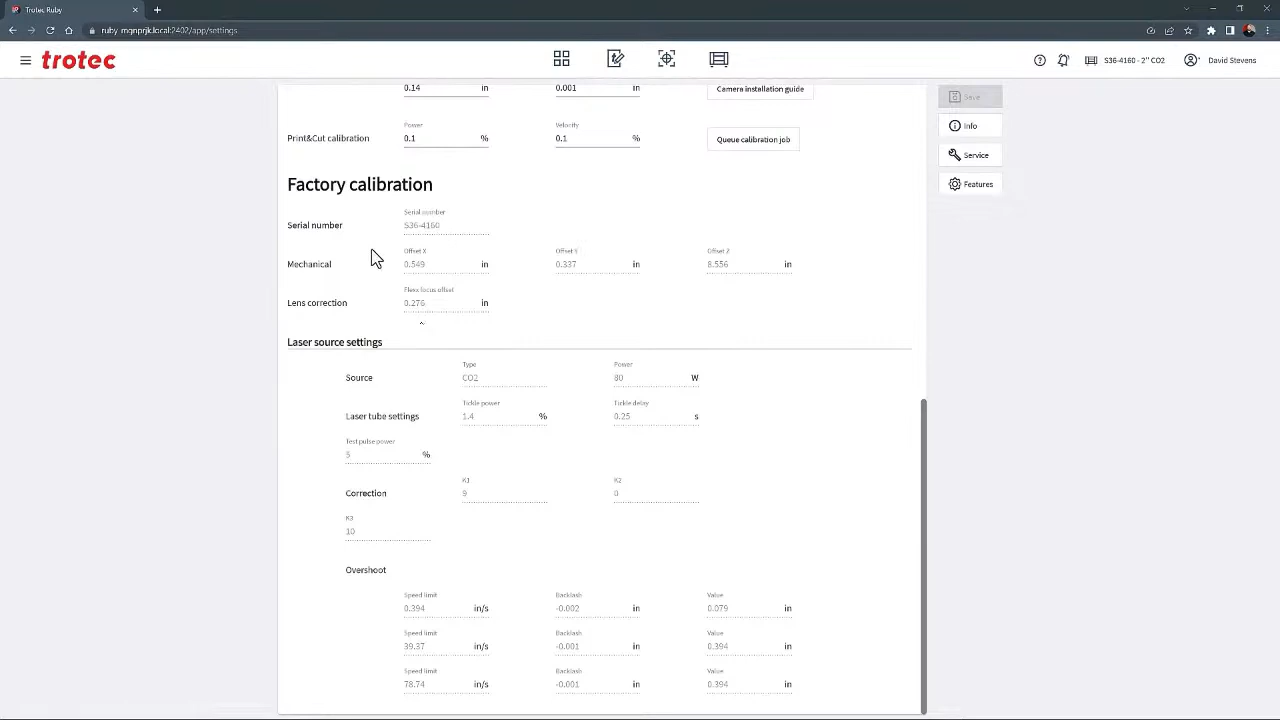 Trotec Ruby
ruby mgnprjk.local:2402/app/settings
trotec
S36-4160 - 2" CO2
David Stevens
0.14 in 0.001 in Camera installation guide
Save
Info
Service
Features
Power Velocity
Print&Cut calibration 0.1 % 0.1 % Queue calibration job
Factory calibration
Serial number
Serial number S36-4160
Offset X Offset Y Offset Z
Mechanical 0.549 in 0.337 in 8.556 in
Flexx focus offset
Lens correction 0.276 in
Laser source settings
Type Power
Source CO2 80 W
Tickle power Tickle delay
Laser tube settings 1.4 % 0.25 s
Test pulse power
5 %
K1 K2
Correction 9 0
K3
10
Overshoot
Speed limit Backlash Value
0.394 in/s -0.002 in 0.079 in
Speed limit Backlash Value
39.37 in/s -0.001 in 0.394 in
Speed limit Backlash Value
78.74 in/s -0.001 in 0.394 in